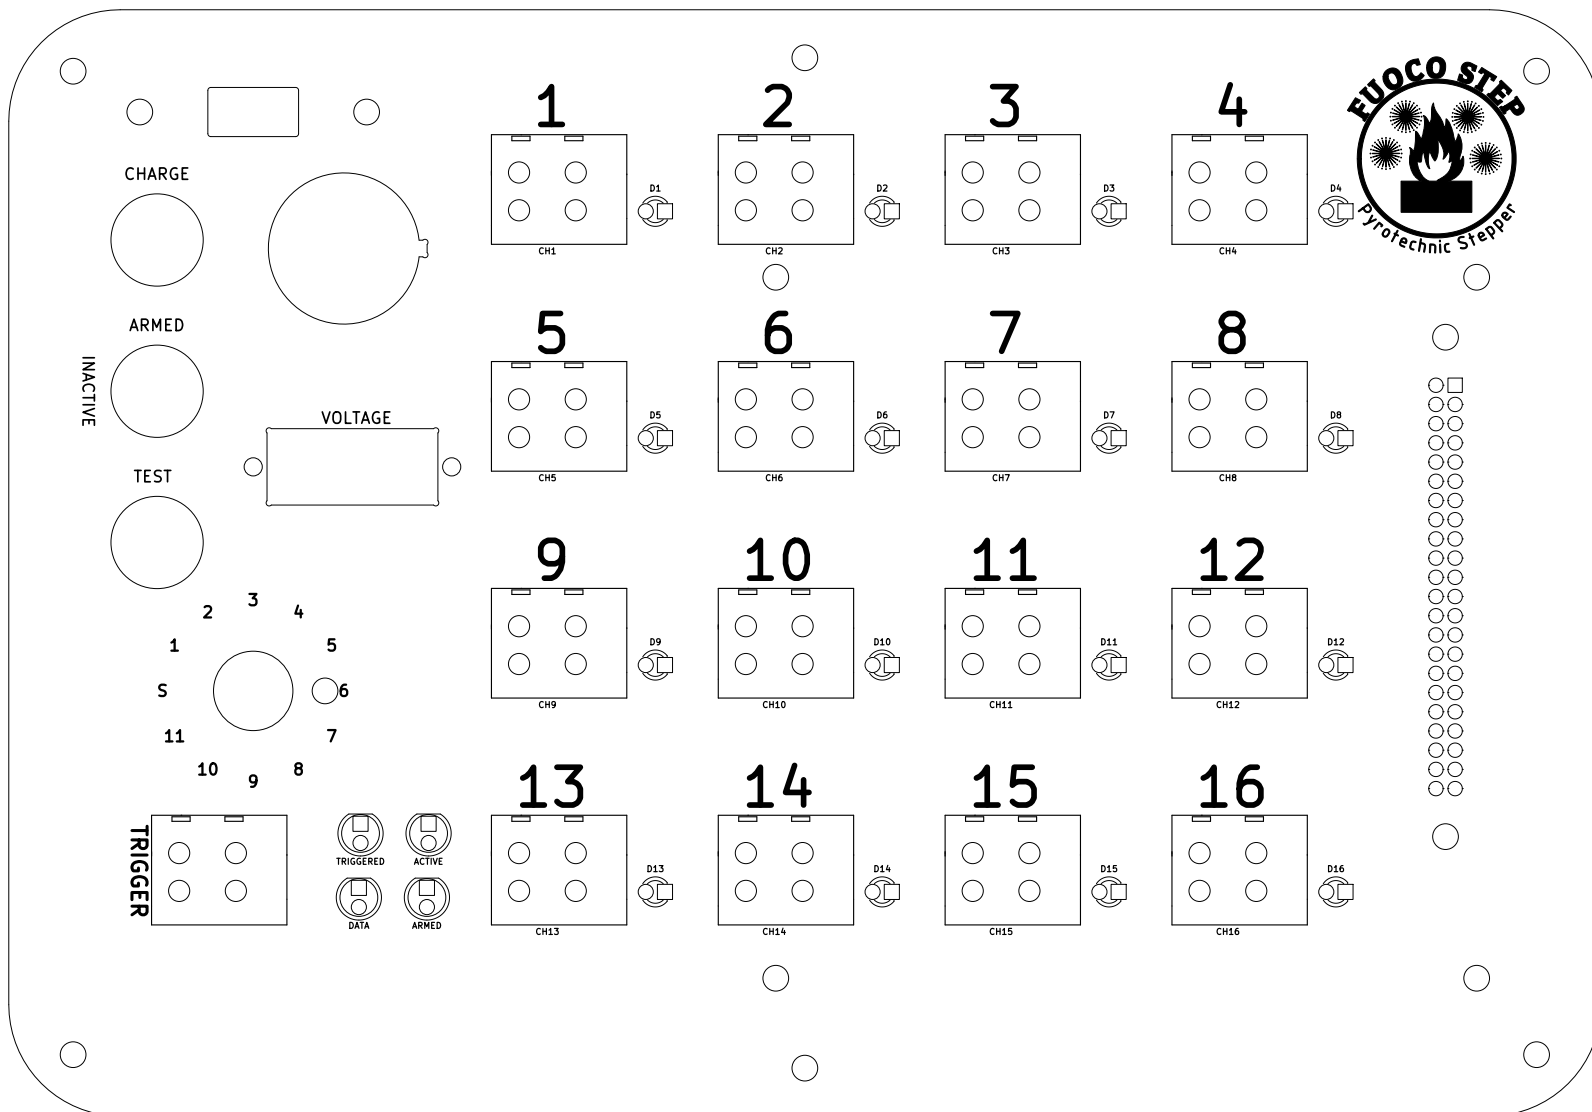 FUOCO STEP
Pyrotechnic Stepper
1 2 3 4
CHARGE
D1 D2 D3 D4
CH1 CH2 CH3 CH4
ARMED
INACTIVE
5 6 7 8
VOLTAGE
D5 D6 D7 D8
TEST
CH5 CH6 CH7 CH8
9 10 11 12
3
2 4
1 5
D9 D10 D11 D12
S 6
CH9 CH10 CH11 CH12
11 7
10 8
9
13 14 15 16
TRIGGER
TRIGGERED ACTIVE
D13 D14 D15 D16
DATA ARMED
CH13 CH14 CH15 CH16